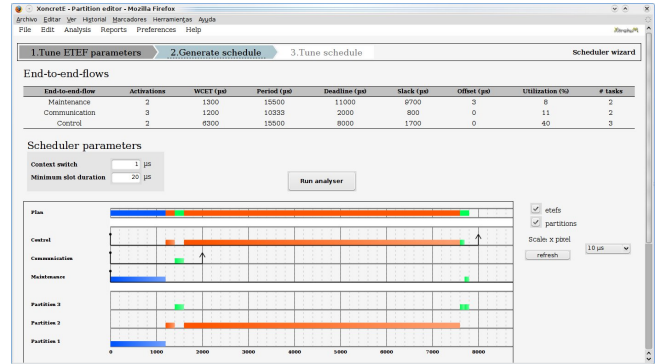 XoncretE - Partition editor - Mozilla Firefox
Archivo Editar Ver Historial Marcadores Herramientas Ayuda
File Edit Analysis Reports Preferences Help
XtratuM
1.Tune ETEF parameters 2.Generate schedule 3.Tune schedule Scheduler wizard
End-to-end-flows
End-to-end-flow Activations WCET (µs) Period (µs) Deadline (µs) Slack (µs) Offset (µs) Utilization (%) # tasks
Maintenance 2 1300 15500 11000 9700 3 8 2
Communication 3 1200 10333 2000 800 0 11 2
Control 2 6300 15500 8000 1700 0 40 3
Scheduler parameters
Context switch 1 µs
Minimum slot duration 20 µs
Run analyser
Plan
Control
Communication
Maintenance
Partition 3
Partition 2
Partition 1
0 1000 2000 3000 4000 5000 6000 7000 8000
etefs
partitions
Scale: x pixel
10 µs
refresh